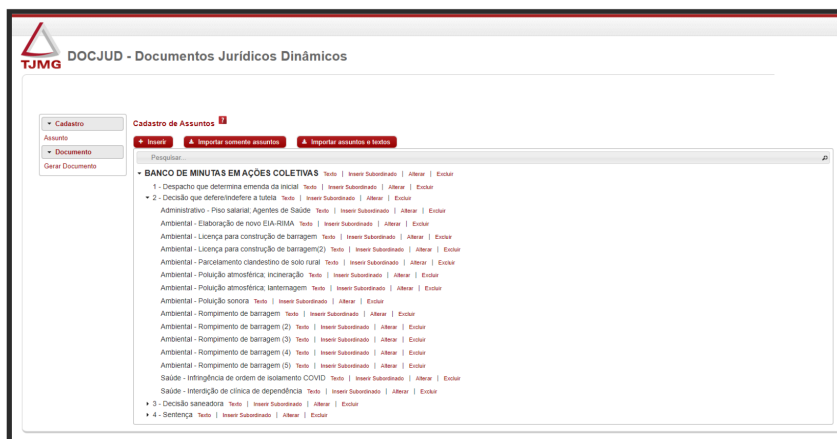 TJMG
DOCJUD - Documentos Jurídicos Dinâmicos
Cadastro
Assunto
Documento
Gerar Documento
Cadastro de Assuntos ?
+ Inserir Importar somente assuntos Importar assuntos e textos
Pesquisar...
BANCO DE MINUTAS EM AÇÕES COLETIVAS Texto | Inserir Subordinado | Alterar | Excluir
1 - Despacho que determina emenda da inicial Texto | Inserir Subordinado | Alterar | Excluir
2 - Decisão que defere/indefere a tutela Texto | Inserir Subordinado | Alterar | Excluir
Administrativo - Piso salarial; Agentes de Saúde Texto | Inserir Subordinado | Alterar | Excluir
Ambiental - Elaboração de novo EIA-RIMA Texto | Inserir Subordinado | Alterar | Excluir
Ambiental - Licença para construção de barragem Texto | Inserir Subordinado | Alterar | Excluir
Ambiental - Licença para construção de barragem(2) Texto | Inserir Subordinado | Alterar | Excluir
Ambiental - Parcelamento clandestino de solo rural Texto | Inserir Subordinado | Alterar | Excluir
Ambiental - Poluição atmosférica; incineração Texto | Inserir Subordinado | Alterar | Excluir
Ambiental - Poluição atmosférica; lanternagem Texto | Inserir Subordinado | Alterar | Excluir
Ambiental - Poluição sonora Texto | Inserir Subordinado | Alterar | Excluir
Ambiental - Rompimento de barragem Texto | Inserir Subordinado | Alterar | Excluir
Ambiental - Rompimento de barragem (2) Texto | Inserir Subordinado | Alterar | Excluir
Ambiental - Rompimento de barragem (3) Texto | Inserir Subordinado | Alterar | Excluir
Ambiental - Rompimento de barragem (4) Texto | Inserir Subordinado | Alterar | Excluir
Ambiental - Rompimento de barragem (5) Texto | Inserir Subordinado | Alterar | Excluir
Saúde - Infringência de ordem de isolamento COVID Texto | Inserir Subordinado | Alterar | Excluir
Saúde - Interdição de clínica de dependência Texto | Inserir Subordinado | Alterar | Excluir
3 - Decisão saneadora Texto | Inserir Subordinado | Alterar | Excluir
4 - Sentença Texto | Inserir Subordinado | Alterar | Excluir